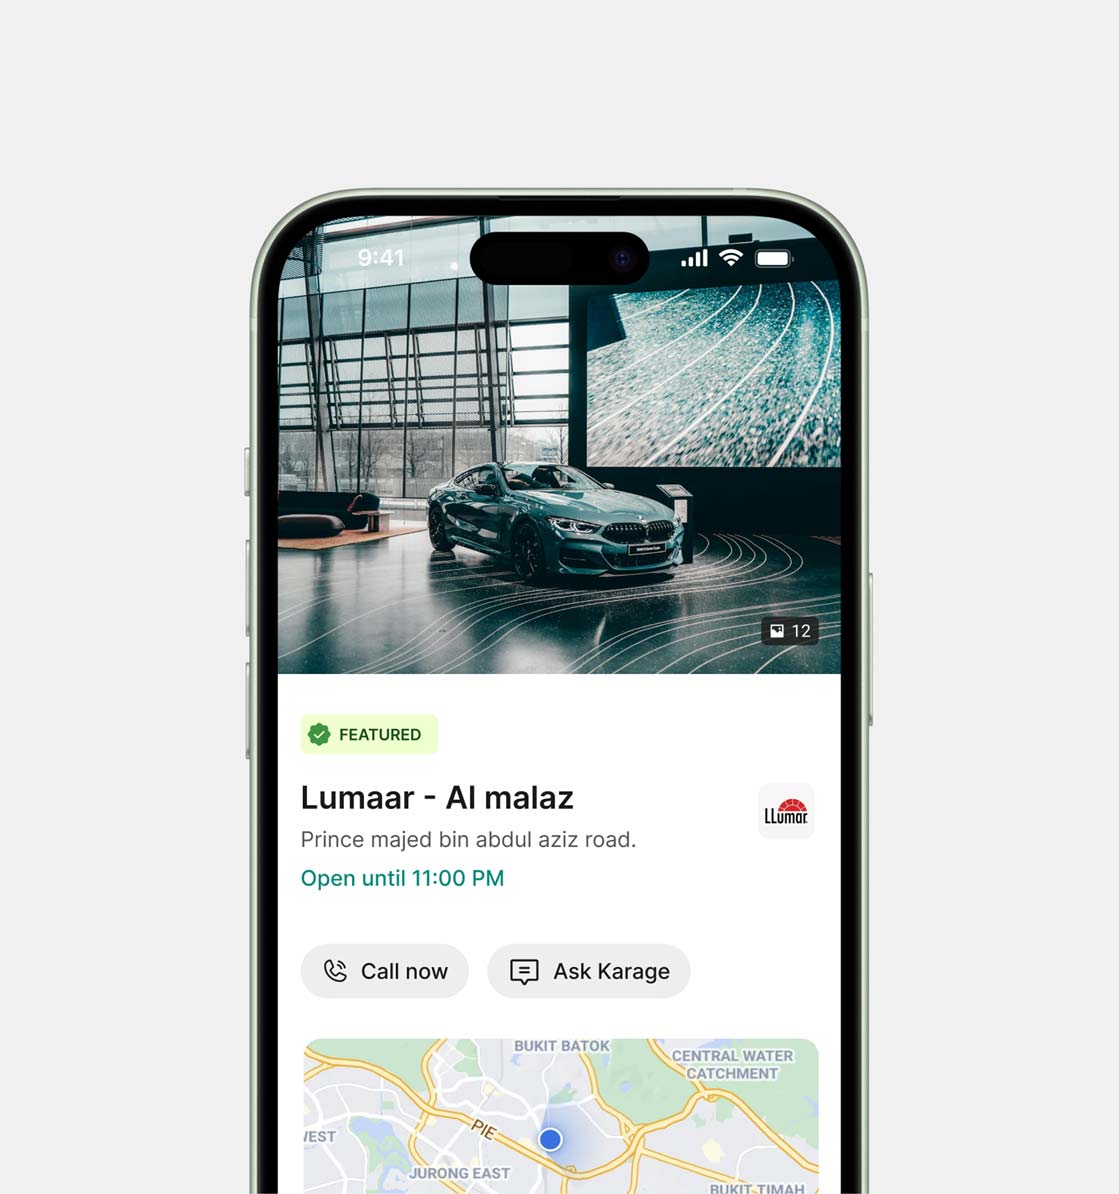 9:41
12
FEATURED
Lumaar - Al malaz
LLumar
Prince majed bin abdul aziz road.
Open until 11:00 PM
Call now
Ask Karage
BUKIT BATOK
CENTRAL WATER
CATCHMENT
PIE
JURONG EAST
BUKIT TIMAH